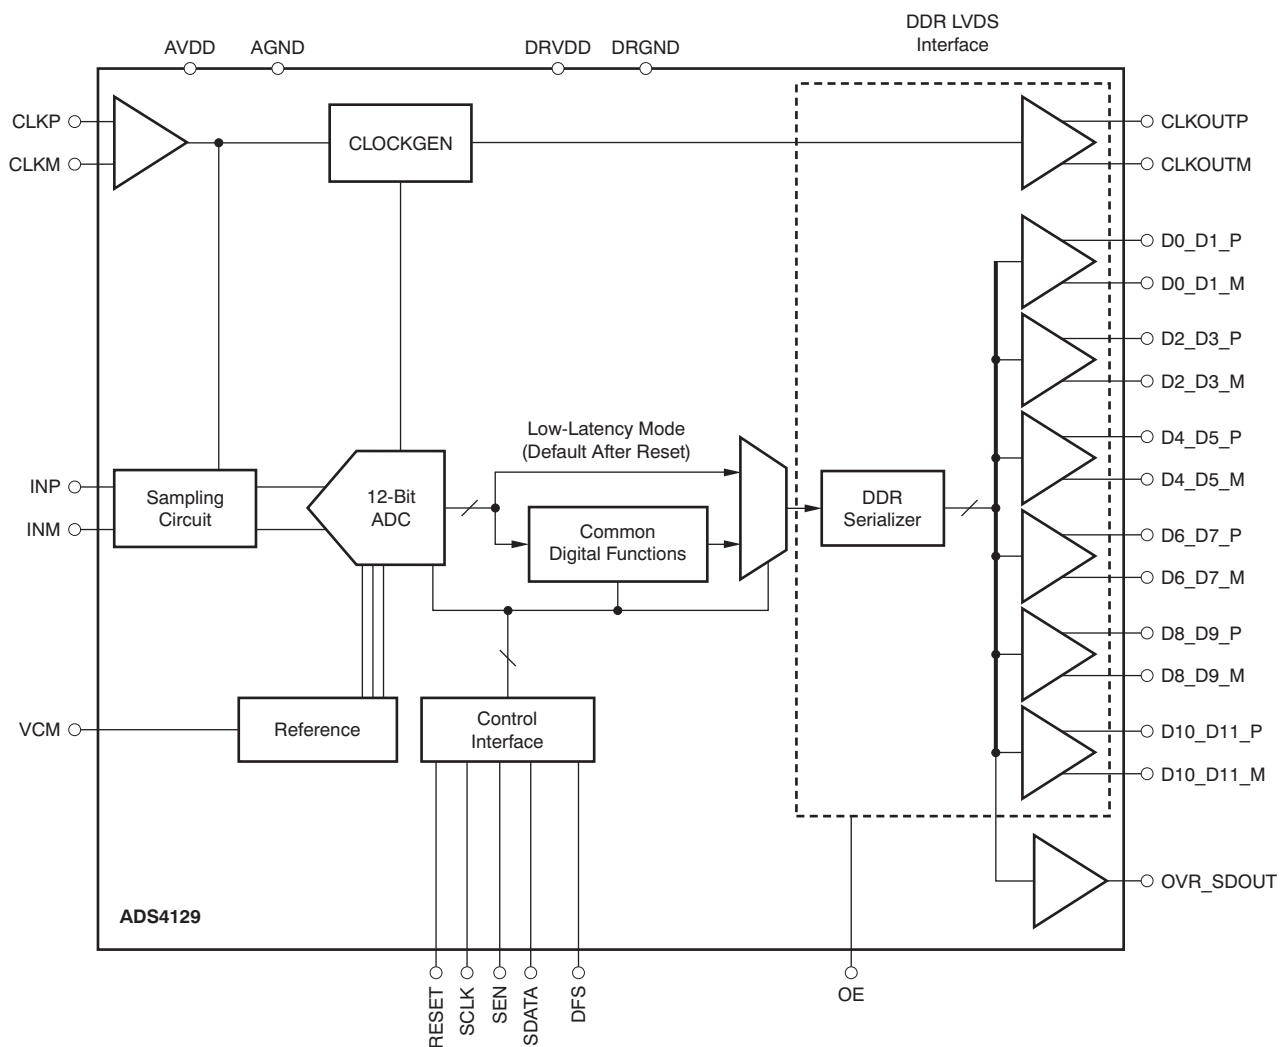 DDR LVDS
Interface
AVDD
AGND
DRVDD
DRGND
CLKP
CLKM
CLOCKGEN
CLKOUTP
CLKOUTM
D0_D1_P
D0_D1_M
D2_D3_P
D2_D3_M
Low-Latency Mode
(Default After Reset)
D4_D5_P
D4_D5_M
INP
INM
Sampling
Circuit
12-Bit
ADC
Common
Digital Functions
DDR
Serializer
D6_D7_P
D6_D7_M
D8_D9_P
D8_D9_M
VCM
Reference
Control
Interface
D10_D11_P
D10_D11_M
OVR_SDOUT
ADS4129
RESET
SCLK
SEN
SDATA
DFS
OE